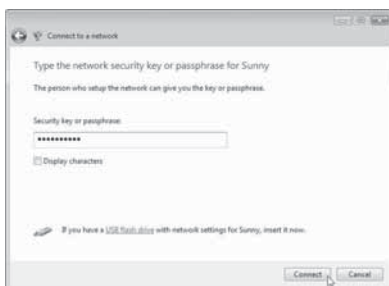 Connect to a network
Type the network security key or passphrase for Sunny
The person who setup the network can give you the key or passphrase.
Security key or passphrase:
••••••••••
Display characters
If you have a USB flash drive with network settings for Sunny, insert it now.
Connect
Cancel